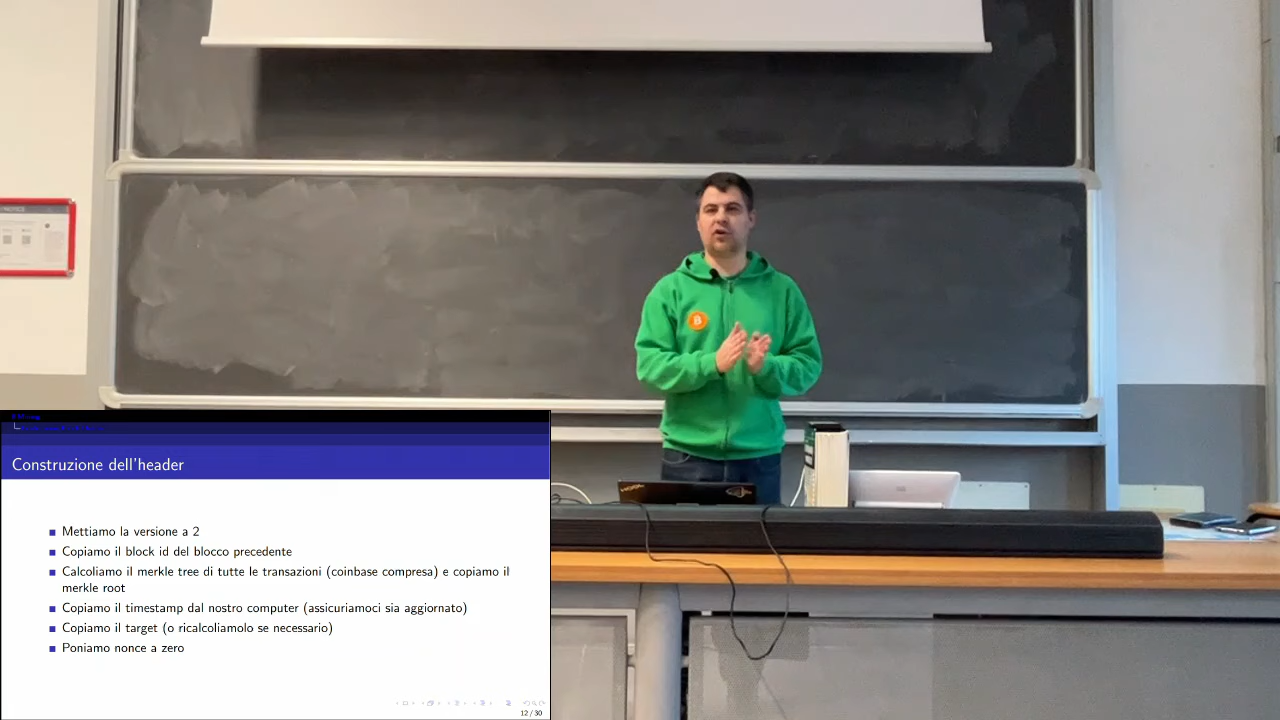 NOTICE
B
Construzione dell'header
Mettiamo la versione a 2
Copiamo il block id del blocco precedente
Calcoliamo il merkle tree di tutte le transazioni (coinbase compresa) e copiamo il
merkle root
Copiamo il timestamp dal nostro computer (assicuriamoci sia aggiornato)
Copiamo il target (o ricalcoliamolo se necessario)
Poniamo nonce a zero
12 / 30